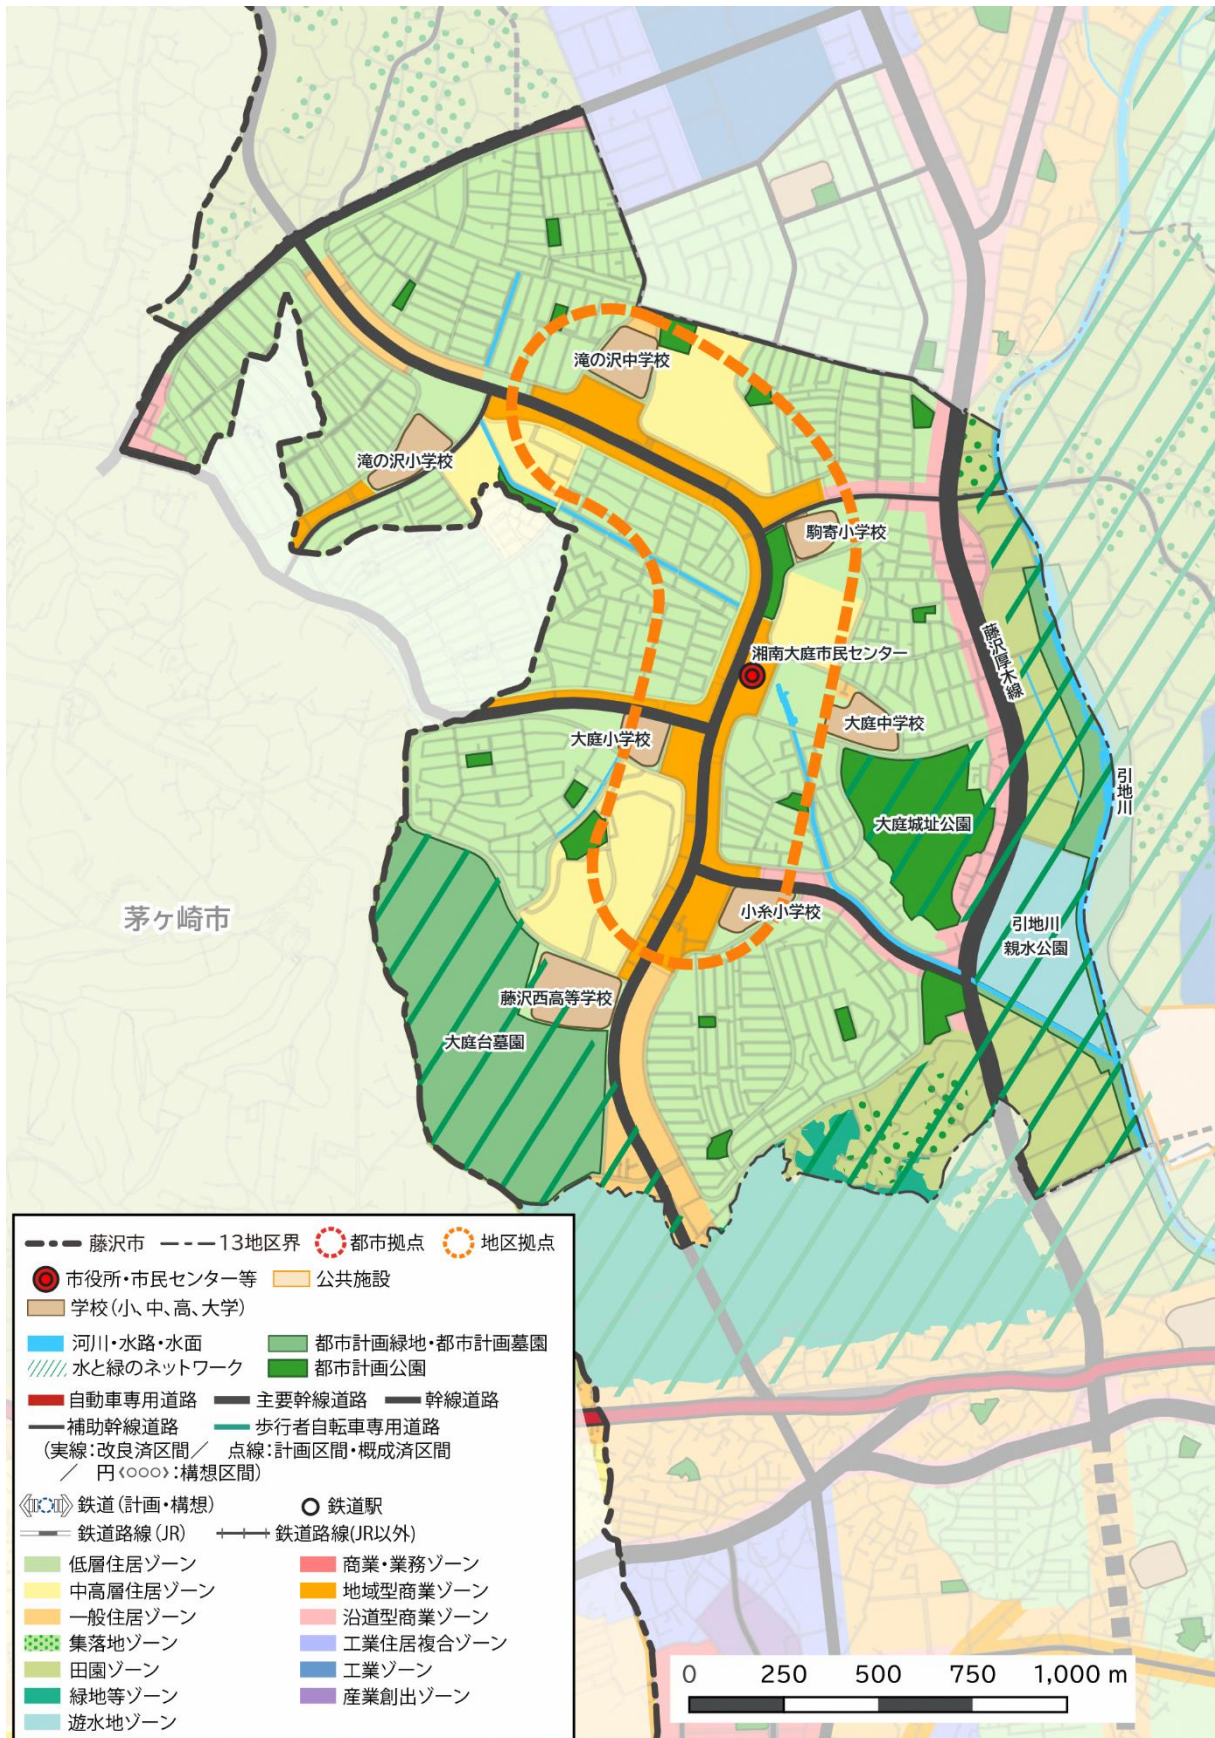 滝の沢中学校
滝の沢小学校
駒寄小学校
藤沢厚木線
湘南大庭市民センター
大庭中学校
大庭小学校
引地川
大庭城址公園
茅ヶ崎市
小糸小学校
引地川
親水公園
藤沢西高等学校
大庭台墓園
藤沢市 13地区界 都市拠点 地区拠点
市役所・市民センター等 公共施設
学校(小、中、高、大学)
河川・水路・水面 都市計画緑地・都市計画墓園
水と緑のネットワーク 都市計画公園
自動車専用道路 主要幹線道路 幹線道路
補助幹線道路 歩行者自転車専用道路
(実線:改良済区間/ 点線:計画区間・概成済区間
/ 円〈○○○〉:構想区間)
鉄道(計画・構想) 鉄道駅
鉄道路線(JR) 鉄道路線(JR以外)
低層住居ゾーン 商業・業務ゾーン
中高層住居ゾーン 地域型商業ゾーン
一般住居ゾーン 沿道型商業ゾーン
集落地ゾーン 工業住居複合ゾーン
田園ゾーン 工業ゾーン
緑地等ゾーン 産業創出ゾーン
遊水地ゾーン
0 250 500 750 1,000 m